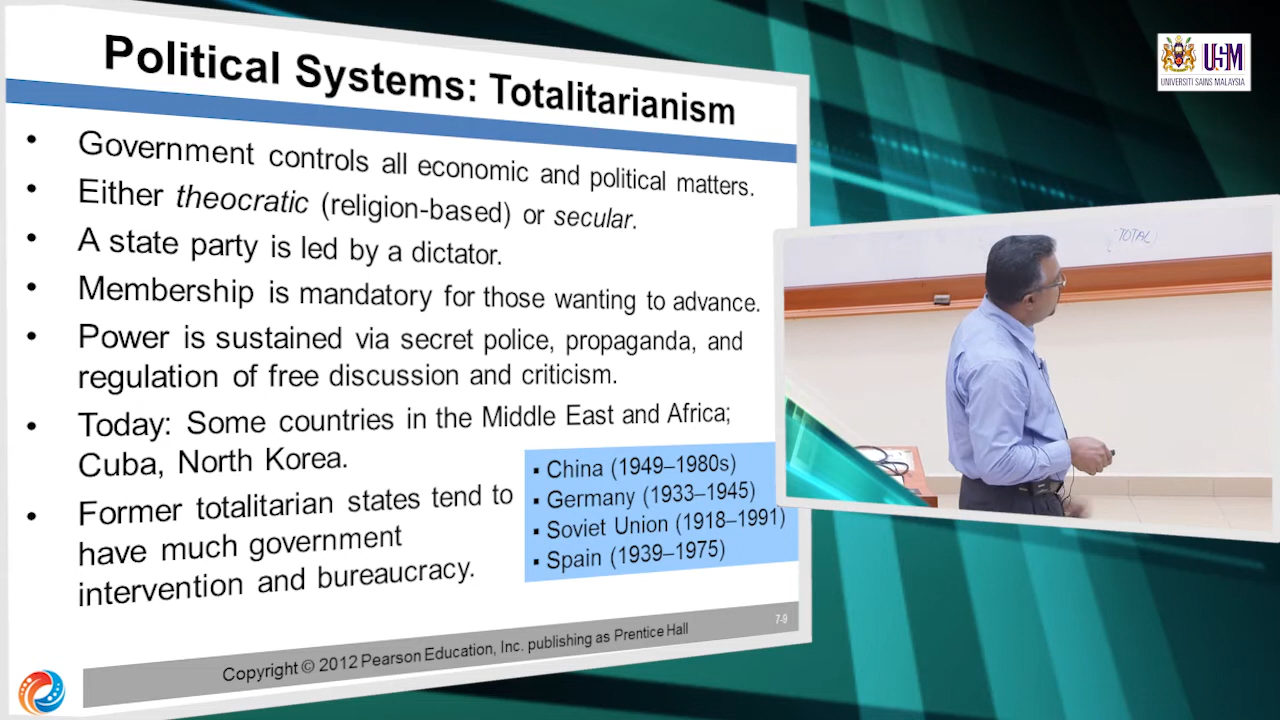 Political Systems: Totalitarianism
• Government controls all economic and political matters.
• Either theocratic (religion-based) or secular.
• A state party is led by a dictator.
• Membership is mandatory for those wanting to advance.
• Power is sustained via secret police, propaganda, and
regulation of free discussion and criticism.
• Today: Some countries in the Middle East and Africa;
Cuba, North Korea.
• Former totalitarian states tend to
have much government
intervention and bureaucracy.
▪ China (1949–1980s)
▪ Germany (1933–1945)
▪ Soviet Union (1918–1991)
▪ Spain (1939–1975)
Copyright © 2012 Pearson Education, Inc. publishing as Prentice Hall
7-9
USM
UNIVERSITI SAINS MALAYSIA
TOTAL